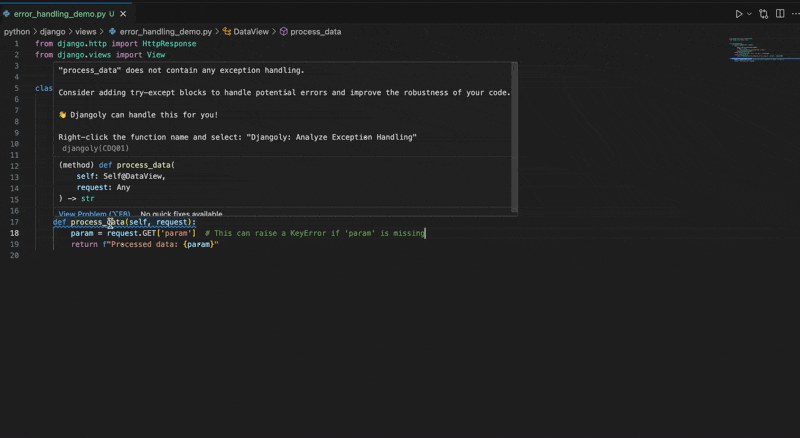 error_handling_demo.py U
python > django > views > error_handling_demo.py > DataView > process_data
1 from django.http import HttpResponse
2 from django.views import View
3
4
5 clas
6
7
8
9
10
11
12
13
14
15
16
"process_data" does not contain any exception handling.
Consider adding try-except blocks to handle potential errors and improve the robustness of your code.
👋 Djangoly can handle this for you!
Right-click the function name and select: "Djangoly: Analyze Exception Handling"
djangoly(CDQ01)
(method) def process_data(
self: Self@DataView,
request: Any
) -> str
View Problem (⌥F8) No quick fixes available
17 def process_data(self, request):
18 param = request.GET['param'] # This can raise a KeyError if 'param' is missing
19 return f"Processed data: {param}"
20